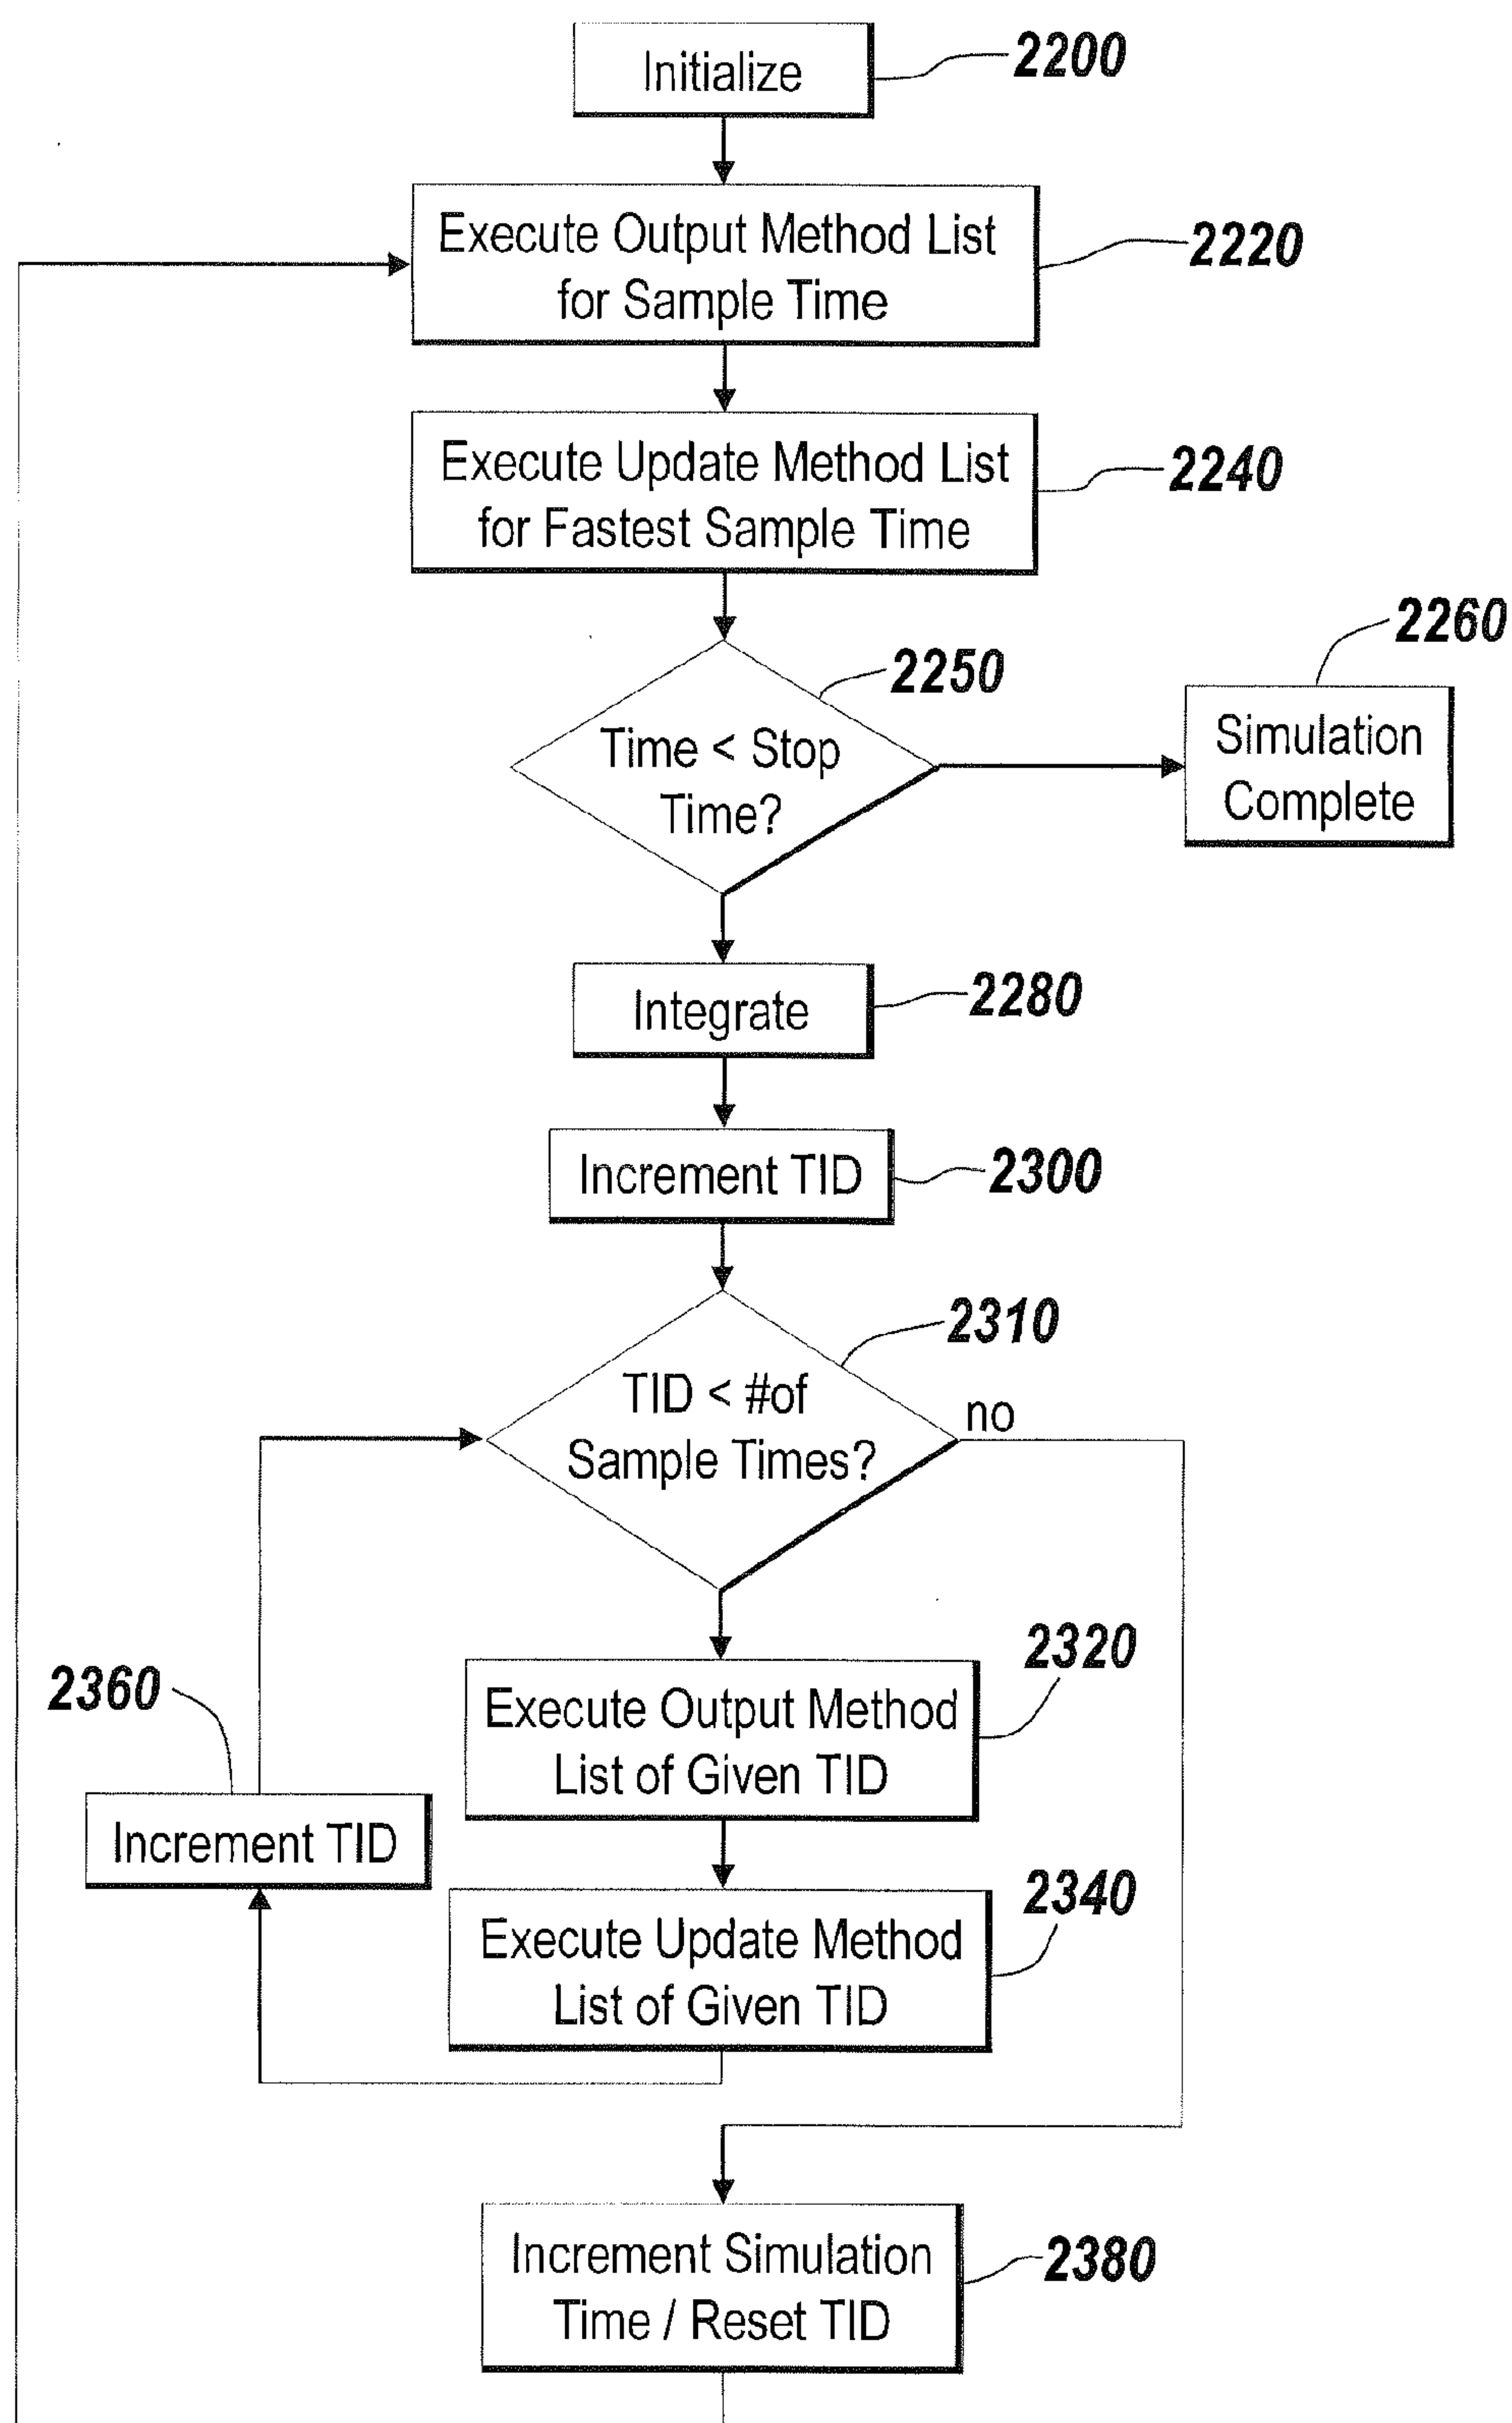 Initialize
2200
Execute Output Method List
for Sample Time
2220
Execute Update Method List
for Fastest Sample Time
2240
2250
Time < Stop
Time?
2260
Simulation
Complete
Integrate
2280
Increment TID
2300
2310
TID < #of
Sample Times?
no
2320
Execute Output Method
List of Given TID
2360
Increment TID
2340
Execute Update Method
List of Given TID
Increment Simulation
Time / Reset TID
2380